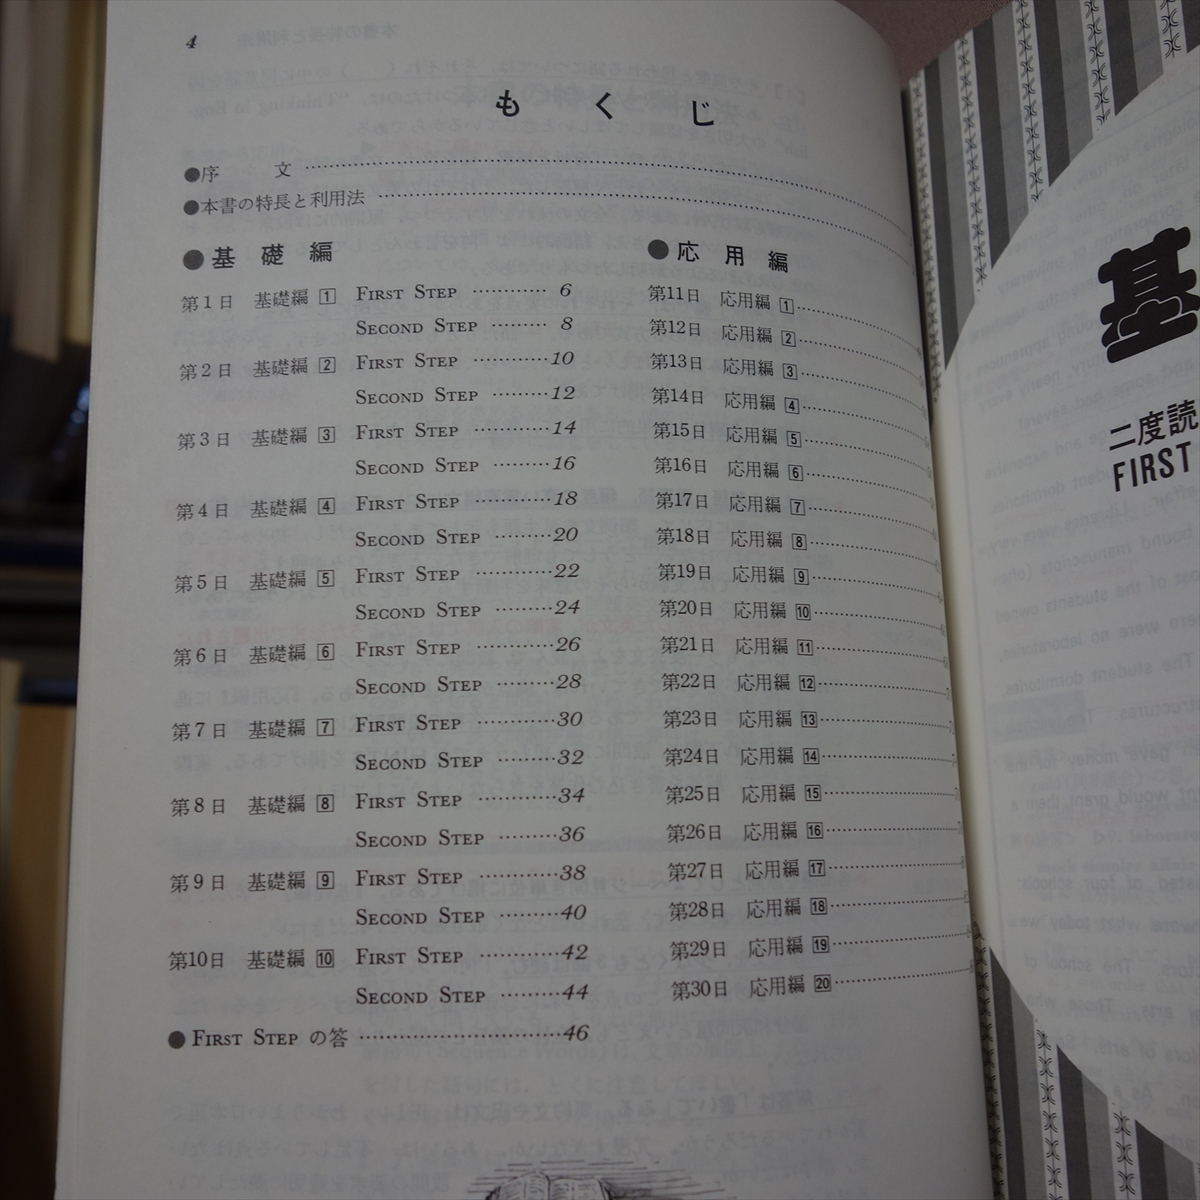 4
もくじ
●序　文
●本書の特長と利用法
●基礎編
第1日 基礎編 1 FIRST STEP ………… 6
SECOND STEP ……… 8
第2日 基礎編 2 FIRST STEP ………… 10
SECOND STEP ……… 12
第3日 基礎編 3 FIRST STEP ………… 14
SECOND STEP ……… 16
第4日 基礎編 4 FIRST STEP ………… 18
SECOND STEP ……… 20
第5日 基礎編 5 FIRST STEP ………… 22
SECOND STEP ……… 24
第6日 基礎編 6 FIRST STEP ………… 26
SECOND STEP ……… 28
第7日 基礎編 7 FIRST STEP ………… 30
SECOND STEP ……… 32
第8日 基礎編 8 FIRST STEP ………… 34
SECOND STEP ……… 36
第9日 基礎編 9 FIRST STEP ………… 38
SECOND STEP ……… 40
第10日 基礎編 10 FIRST STEP ………… 42
SECOND STEP ……… 44
●FIRST STEP の答 ………………… 46
●応用編
第11日 応用編 1
第12日 応用編 2
第13日 応用編 3
第14日 応用編 4
第15日 応用編 5
第16日 応用編 6
第17日 応用編 7
第18日 応用編 8
第19日 応用編 9
第20日 応用編 10
第21日 応用編 11
第22日 応用編 12
第23日 応用編 13
第24日 応用編 14
第25日 応用編 15
第26日 応用編 16
第27日 応用編 17
第28日 応用編 18
第29日 応用編 19
第30日 応用編 20
基
二度読
FIRST